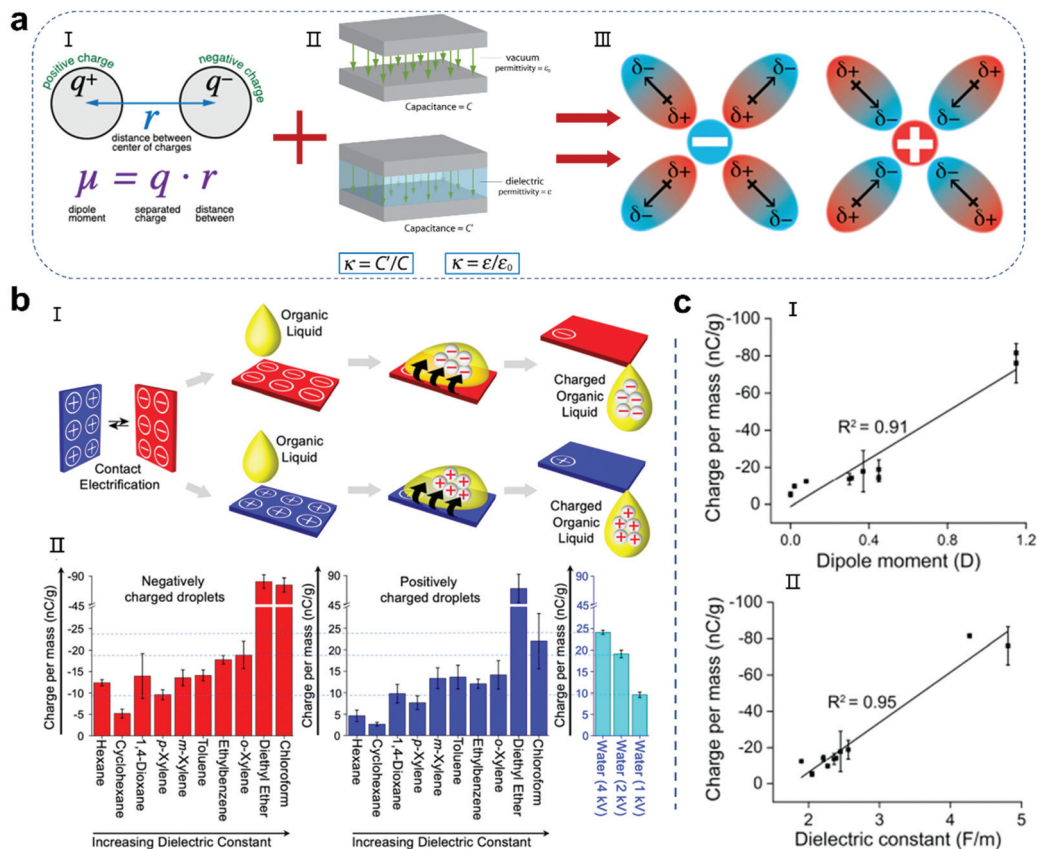 a
I
positive charge
negative charge
q+
q−
r
distance between
center of charges
μ = q · r
dipole
moment
separated
charge
distance
between
II
vacuum
permittivity = ε₀
Capacitance = C
dielectric
permittivity = ε
Capacitance = C'
κ = C'/C
κ = ε/ε₀
III
δ− δ−
δ+ δ+
−
δ+ δ+
δ− δ−
δ+ δ+
δ− δ−
+
δ− δ−
δ+ δ+
b
I
Contact
Electrification
Organic
Liquid
Charged
Organic
Liquid
Organic
Liquid
Charged
Organic
Liquid
II
Charge per mass (nC/g)
-90
-45
-25
-20
-15
-10
-5
0
Negatively
charged droplets
Hexane
Cyclohexane
1,4-Dioxane
p-Xylene
m-Xylene
Toluene
Ethylbenzene
o-Xylene
Diethyl Ether
Chloroform
Increasing Dielectric Constant
Charge per mass (nC/g)
90
45
25
20
15
10
5
0
Positively
charged droplets
Hexane
Cyclohexane
1,4-Dioxane
p-Xylene
m-Xylene
Toluene
Ethylbenzene
o-Xylene
Diethyl Ether
Chloroform
Increasing Dielectric Constant
Charge per mass (nC/g)
90
45
25
20
15
10
5
0
Water (4 kV)
Water (2 kV)
Water (1 kV)
c
I
Charge per mass (nC/g)
-100
-80
-60
-40
-20
0
R² = 0.91
0.0 0.4 0.8 1.2
Dipole moment (D)
II
Charge per mass (nC/g)
-100
-80
-60
-40
-20
0
R² = 0.95
2 3 4 5
Dielectric constant (F/m)